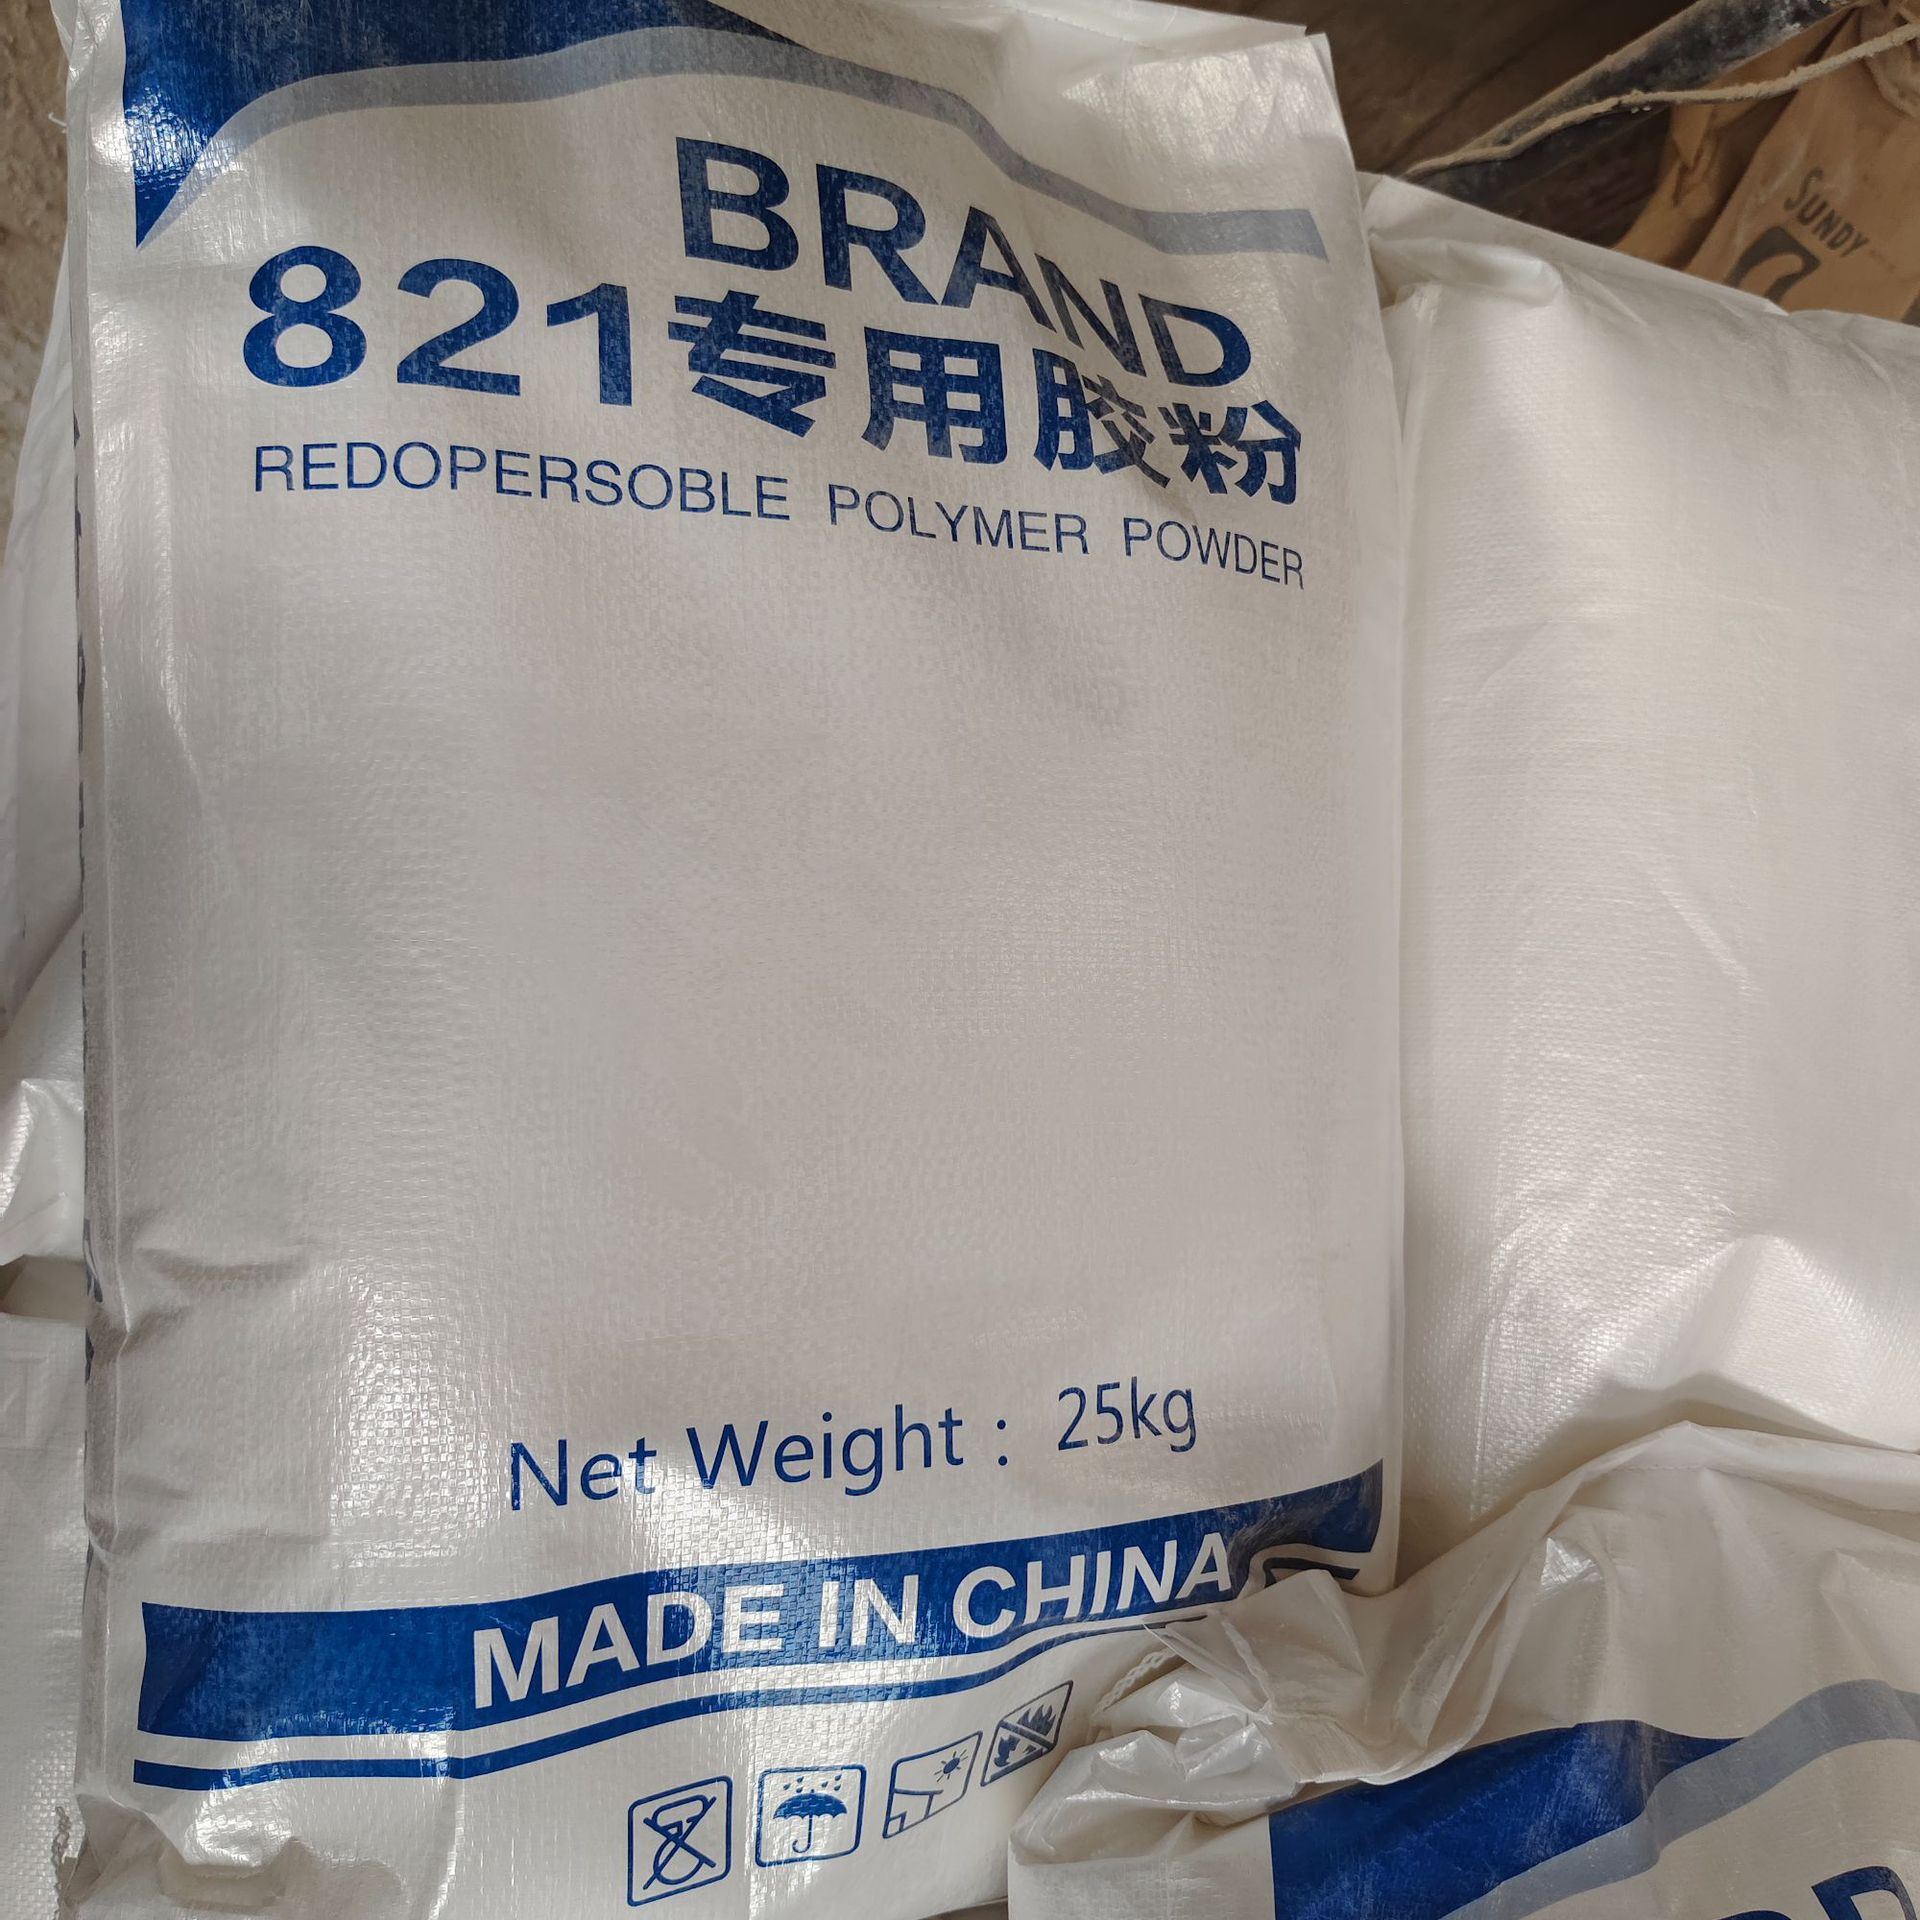 BRAND
821专用胶粉
REDOPERSOBLE POLYMER POWDER
Net Weight : 25kg
MADE IN CHINA
SUNDY